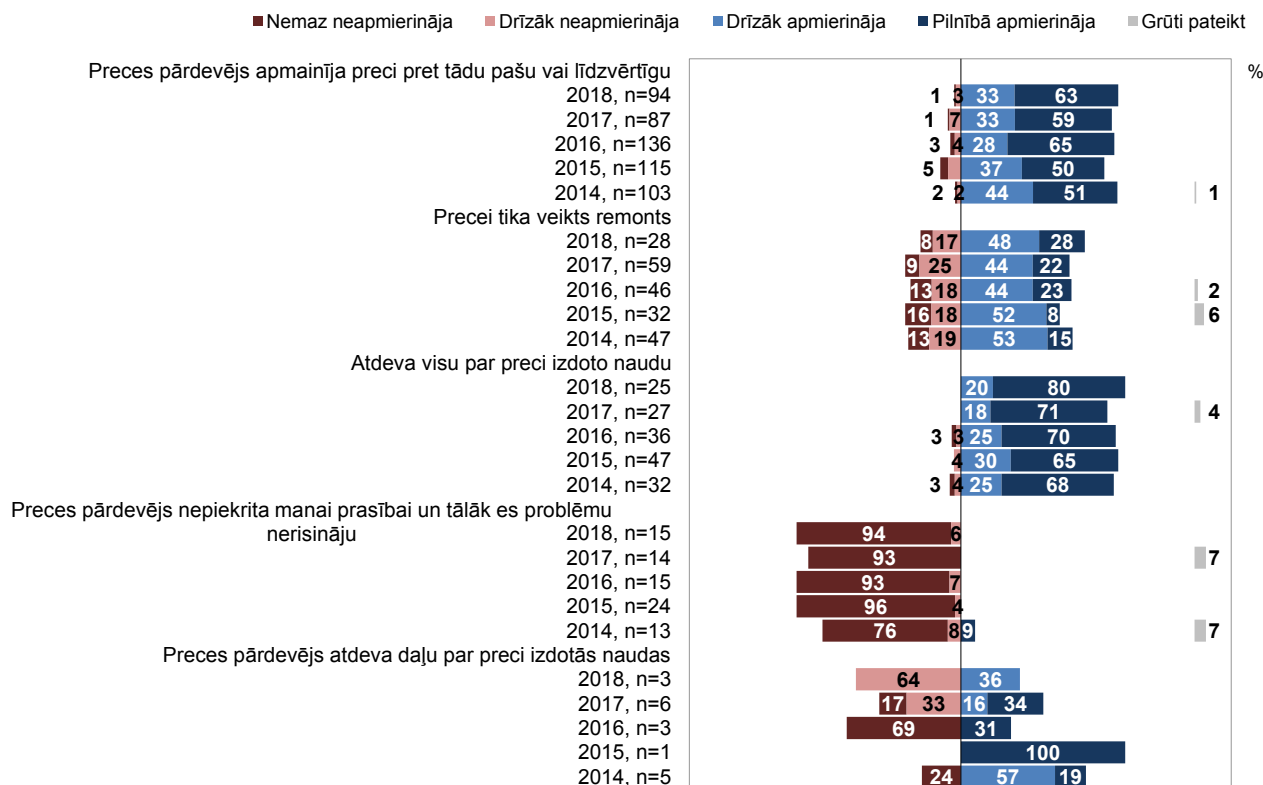 Nemaz neapmierināja Drīzāk neapmierināja Drīzāk apmierināja Pilnībā apmierināja Grūti pateikt
%
Preces pārdevējs apmainīja preci pret tādu pašu vai līdzvērtīgu
2018, n=94 1 3 33 63
2017, n=87 1 7 33 59
2016, n=136 3 4 28 65
2015, n=115 5 37 50
2014, n=103 2 2 44 51 1
Precei tika veikts remonts
2018, n=28 8 17 48 28
2017, n=59 9 25 44 22
2016, n=46 13 18 44 23 2
2015, n=32 16 18 52 8 6
2014, n=47 13 19 53 15
Atdeva visu par preci izdoto naudu
2018, n=25 20 80
2017, n=27 18 71 4
2016, n=36 3 3 25 70
2015, n=47 4 30 65
2014, n=32 3 4 25 68
Preces pārdevējs nepiekrita manai prasībai un tālāk es problēmu
nerisināju
2018, n=15 94 6
2017, n=14 93 7
2016, n=15 93 7
2015, n=24 96 4
2014, n=13 76 8 9 7
Preces pārdevējs atdeva daļu par preci izdotās naudas
2018, n=3 64 36
2017, n=6 17 33 16 34
2016, n=3 69 31
2015, n=1 100
2014, n=5 24 57 19